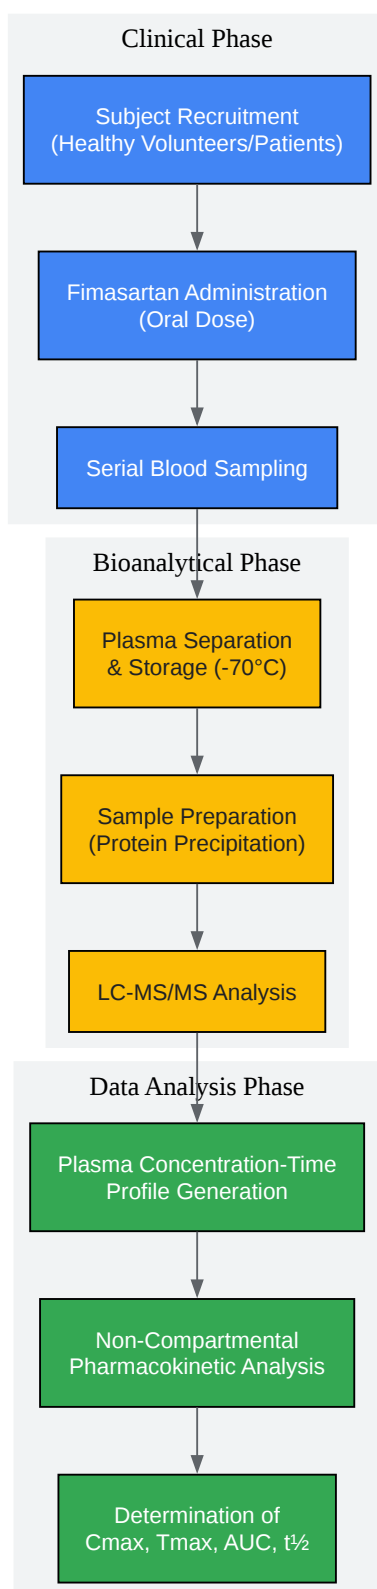 Clinical Phase
Subject Recruitment
(Healthy Volunteers/Patients)
Fimasartan Administration
(Oral Dose)
Serial Blood Sampling
Bioanalytical Phase
Plasma Separation
& Storage (-70°C)
Sample Preparation
(Protein Precipitation)
LC-MS/MS Analysis
Data Analysis Phase
Plasma Concentration-Time
Profile Generation
Non-Compartmental
Pharmacokinetic Analysis
Determination of
Cmax, Tmax, AUC, t½